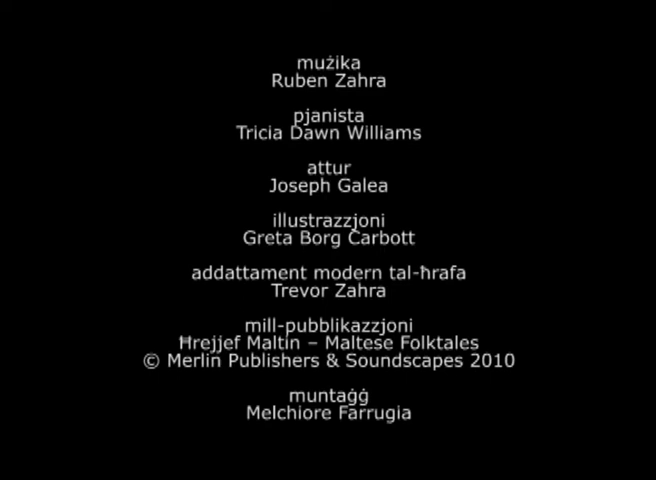 mużika
Ruben Zahra
pjanista
Tricia Dawn Williams
attur
Joseph Galea
illustrazzjoni
Greta Borg Carbott
addattament modern tal-ħrafa
Trevor Zahra
mill-pubblikazzjoni
Ħrejjef Maltin – Maltese Folktales
© Merlin Publishers & Soundscapes 2010
muntaġġ
Melchiore Farrugia